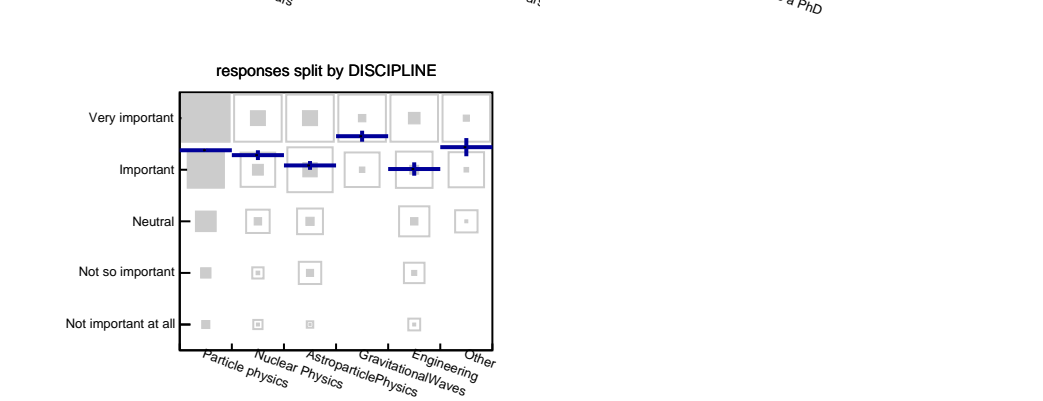 a PhD
responses split by DISCIPLINE
Very important
Important
Neutral
Not so important
Not important at all
Particle physics
Nuclear Physics
AstroparticlePhysics
GravitationalWaves
Engineering
Other